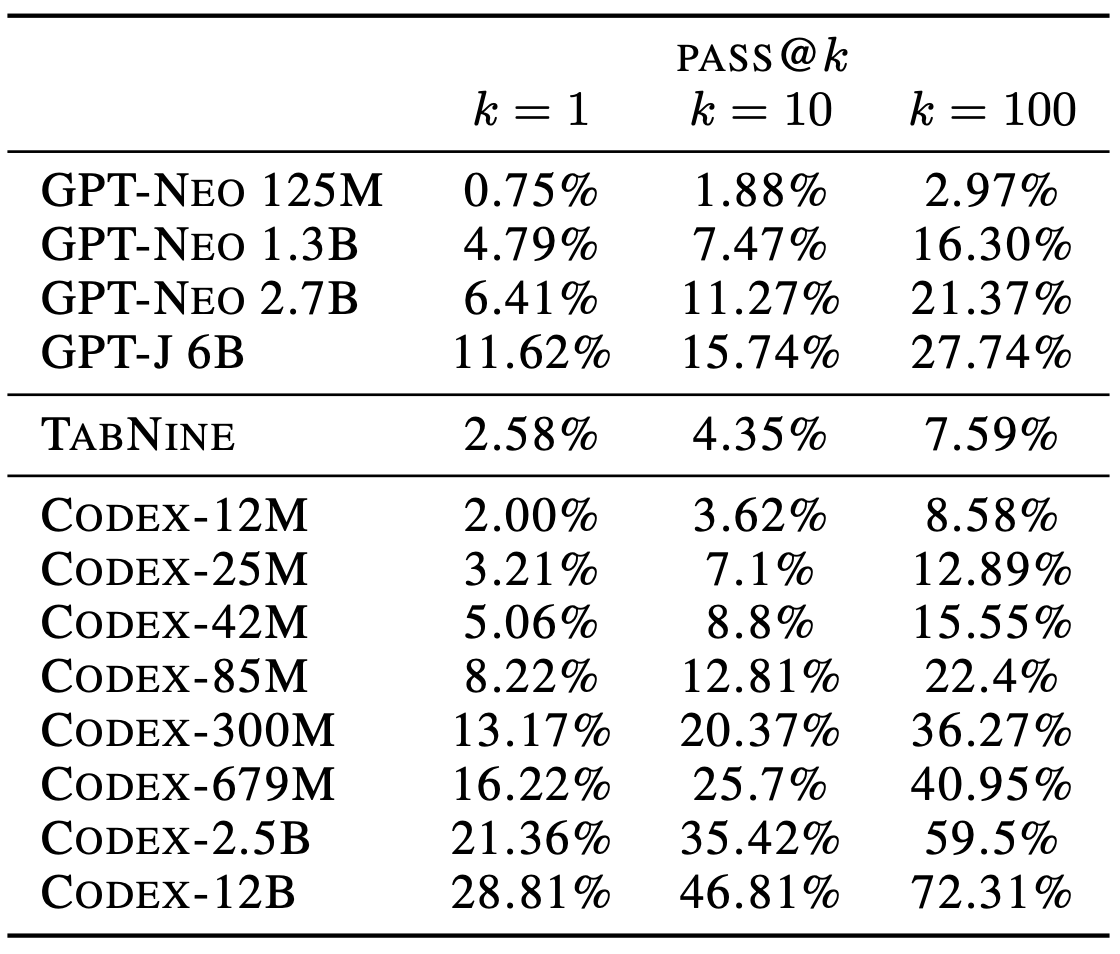 PASS@k
k = 1 k = 10 k = 100
GPT-NEO 125M 0.75% 1.88% 2.97%
GPT-NEO 1.3B 4.79% 7.47% 16.30%
GPT-NEO 2.7B 6.41% 11.27% 21.37%
GPT-J 6B 11.62% 15.74% 27.74%
TABNINE 2.58% 4.35% 7.59%
CODEX-12M 2.00% 3.62% 8.58%
CODEX-25M 3.21% 7.1% 12.89%
CODEX-42M 5.06% 8.8% 15.55%
CODEX-85M 8.22% 12.81% 22.4%
CODEX-300M 13.17% 20.37% 36.27%
CODEX-679M 16.22% 25.7% 40.95%
CODEX-2.5B 21.36% 35.42% 59.5%
CODEX-12B 28.81% 46.81% 72.31%